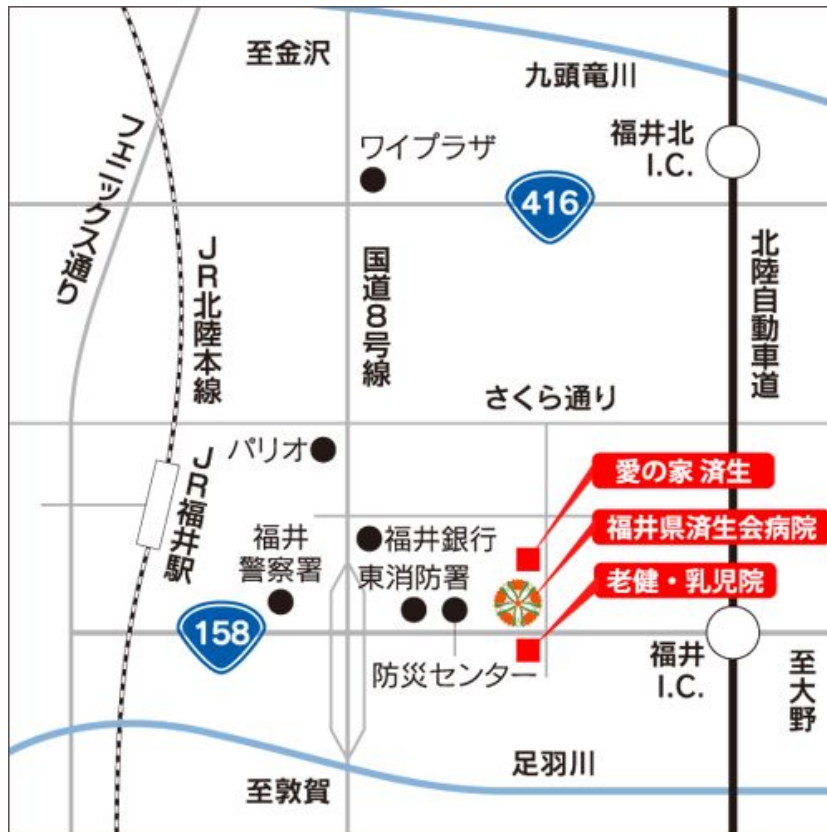 至金沢
九頭竜川
フェニックス通り
ワイプラザ
福井北
I.C.
416
JR北陸本線
国道8号線
北陸自動車道
さくら通り
パリオ
愛の家 済生
JR福井駅
福井
警察署
福井銀行
福井県済生会病院
東消防署
老健・乳児院
158
防災センター
福井
I.C.
至大野
足羽川
至敦賀